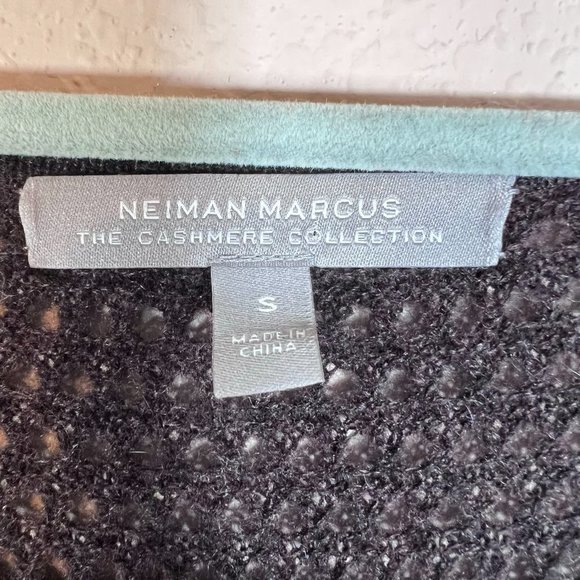 NEIMAN MARCUS
THE CASHMERE COLLECTION
S
MADE IN
CHINA